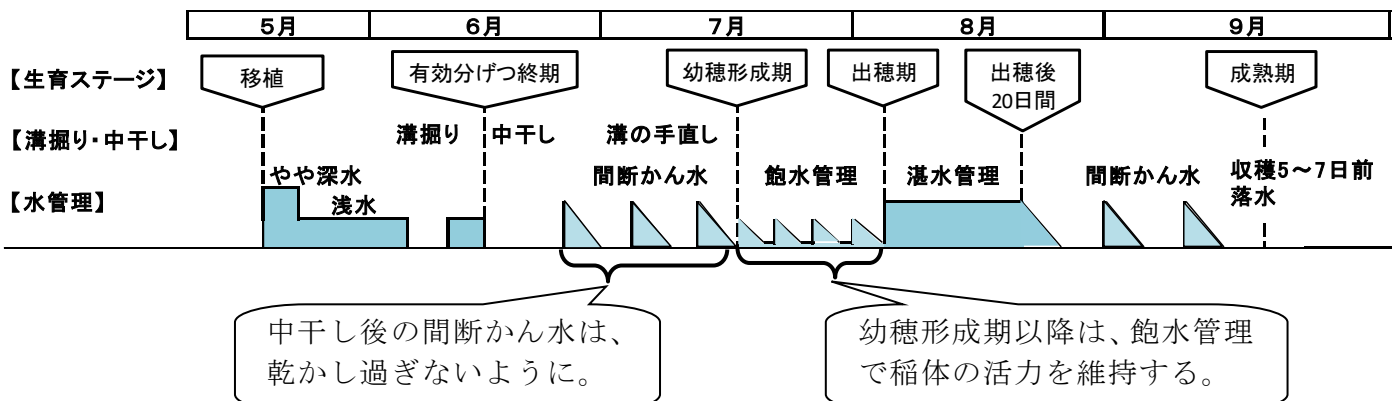 5月 6月 7月 8月 9月
【生育ステージ】 移植 有効分げつ終期 幼穂形成期 出穂期 出穂後 成熟期
20日間
【溝掘り・中干し】 溝掘り 中干し 溝の手直し
【水管理】 やや深水 間断かん水 飽水管理 湛水管理 間断かん水 収穫5～7日前
浅水 落水
中干し後の間断かん水は、
乾かし過ぎないように。
幼穂形成期以降は、飽水管理
で稲体の活力を維持する。